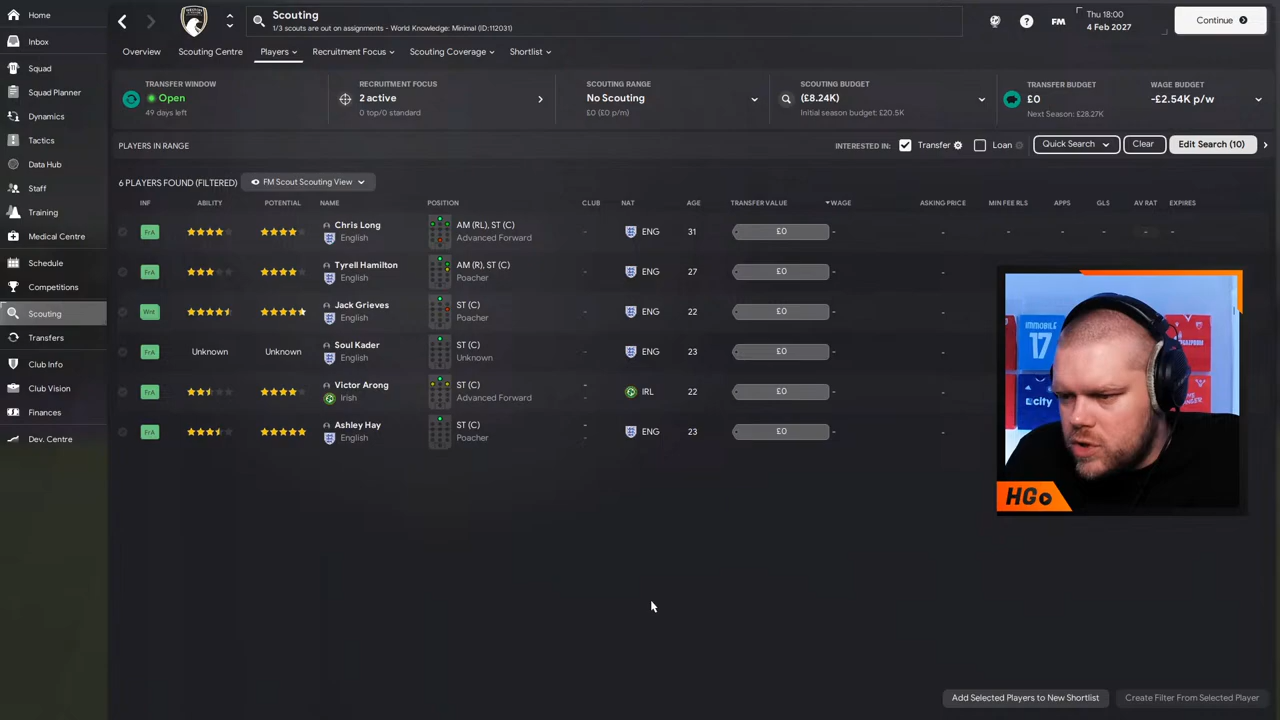 Home
Inbox
Squad
Squad Planner
Dynamics
Tactics
Data Hub
Staff
Training
Medical Centre
Schedule
Competitions
Scouting
Transfers
Club Info
Club Vision
Finances
Dev. Centre
Scouting
1/3 scouts are out on assignments - World Knowledge: Minimal (ID:112031)
FM
Thu 18:00
4 Feb 2027
Continue
Overview
Scouting Centre
Players
Recruitment Focus
Scouting Coverage
Shortlist
TRANSFER WINDOW
Open
49 days left
RECRUITMENT FOCUS
2 active
0 top/0 standard
SCOUTING RANGE
No Scouting
£0 (£0 p/m)
SCOUTING BUDGET
(£8.24K)
Initial season budget: £20.5K
TRANSFER BUDGET
£0
Next Season: £28.27K
WAGE BUDGET
-£2.54K p/w
PLAYERS IN RANGE
INTERESTED IN:
Transfer
Loan
Quick Search
Clear
Edit Search (10)
6 PLAYERS FOUND (FILTERED)
FM Scout Scouting View
INF ABILITY POTENTIAL NAME POSITION CLUB NAT AGE TRANSFER VALUE WAGE ASKING PRICE MIN FEE RLS APPS GLS AV RAT EXPIRES
FrA Chris Long AM (RL), ST (C) - ENG 31 £0 - - - - - - -
English Advanced Forward
FrA Tyrell Hamilton AM (R), ST (C) - ENG 27 £0 - -
English Poacher
Wnt Jack Grieves ST (C) - ENG 22 £0 - -
English Poacher
FrA Unknown Unknown Soul Kader ST (C) - ENG 23 £0 - -
English Unknown
FrA Victor Arong ST (C) - IRL 22 £0 - -
Irish Advanced Forward
FrA Ashley Hay ST (C) - ENG 23 £0 - -
English Poacher
IMMOBILE
17
city
HG
Add Selected Players to New Shortlist
Create Filter From Selected Player